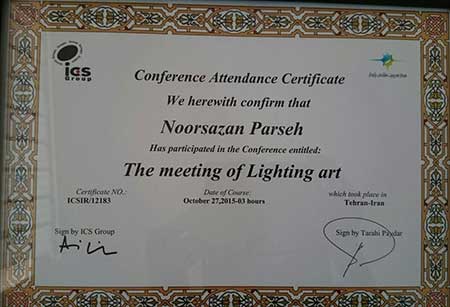 ICS
Group
Conference Attendance Certificate
We herewith confirm that
Noorsazan Parseh
Has participated in the Conference entitled:
The meeting of Lighting art
Certificate NO.:
ICSIR/12183
Date of Course:
October 27,2015-03 hours
which took place in
Tehran-Iran
Sign by ICS Group
Sign by Tarahi Paydar